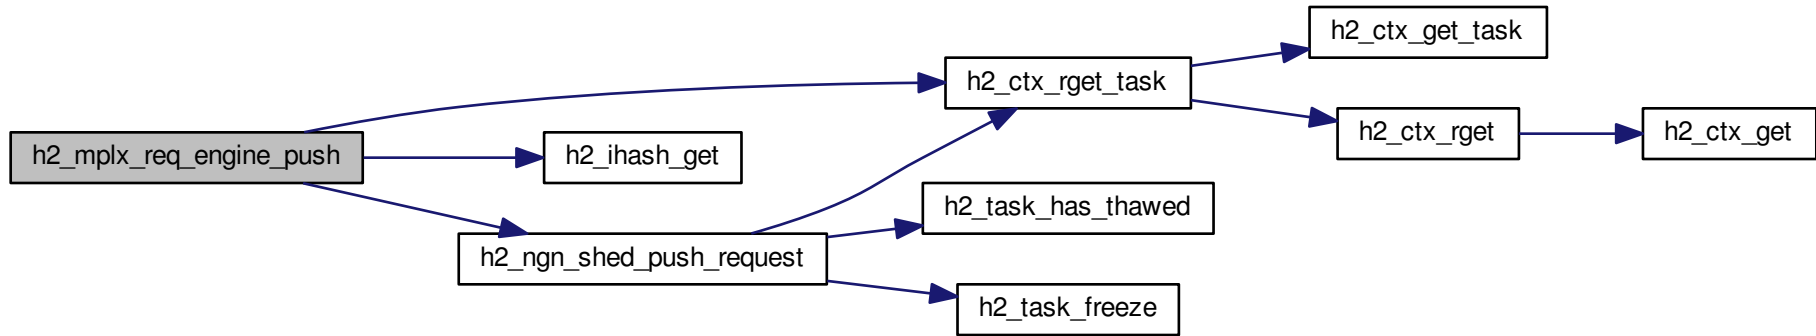 h2_ctx_get_task
h2_ctx_rget_task
h2_mplx_req_engine_push
h2_ihash_get
h2_ctx_rget
h2_ctx_get
h2_task_has_thawed
h2_ngn_shed_push_request
h2_task_freeze